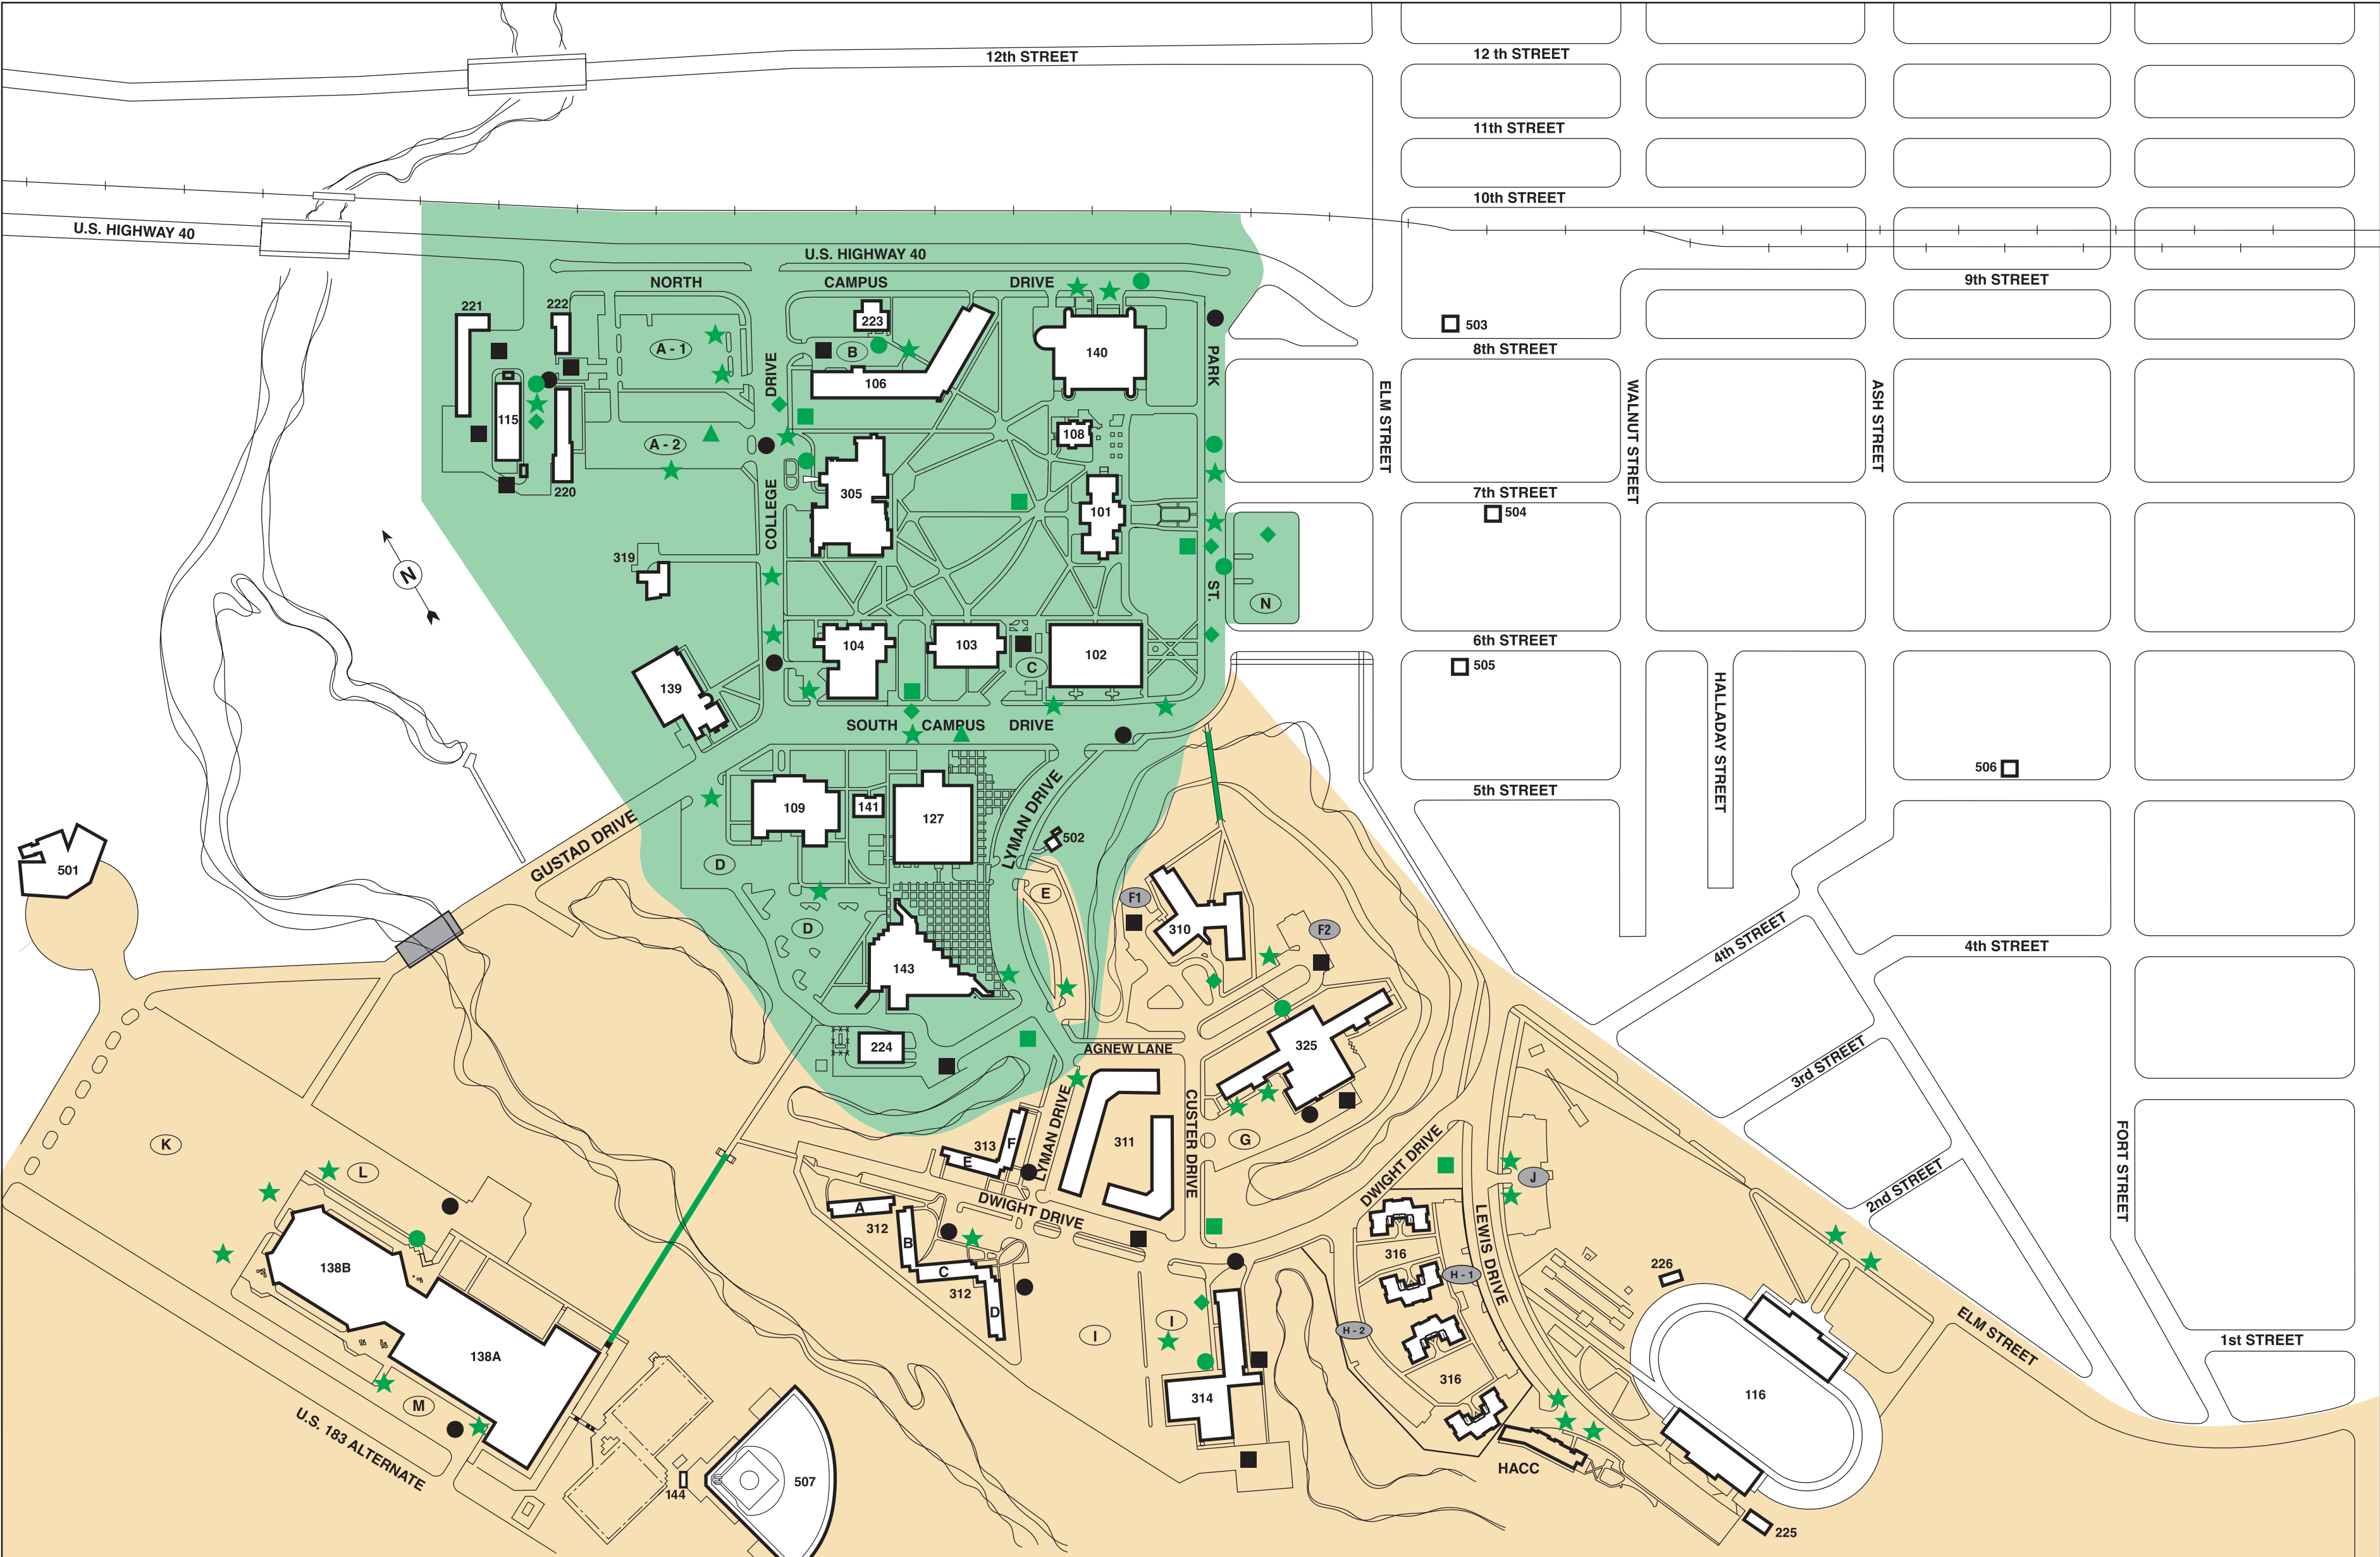 12th STREET
12 th STREET
11th STREET
10th STREET
U.S. HIGHWAY 40
U.S. HIGHWAY 40
9th STREET
NORTH CAMPUS DRIVE
221
222
223
503
A - 1
B
140
8th STREET
PARK ST.
106
COLLEGE DRIVE
ELM STREET
WALNUT STREET
ASH STREET
115
A - 2
108
220
305
7th STREET
101
504
319
N
N
104
103
C
102
6th STREET
505
139
HALLADAY STREET
SOUTH CAMPUS DRIVE
506
5th STREET
109
141
127
LYMAN DRIVE
502
GUSTAD DRIVE
501
D
E
F1
310
F2
D
4th STREET
4th STREET
143
224
AGNEW LANE
325
3rd STREET
LYMAN DRIVE
CUSTER DRIVE
FORT STREET
K
L
313
F
E
311
G
DWIGHT DRIVE
J
2nd STREET
DWIGHT DRIVE
A
312
B
C
312
D
LEWIS DRIVE
316
H - 1
226
138B
I
I
H - 2
ELM STREET
1st STREET
138A
M
314
316
116
U.S. 183 ALTERNATE
HACC
144
507
225